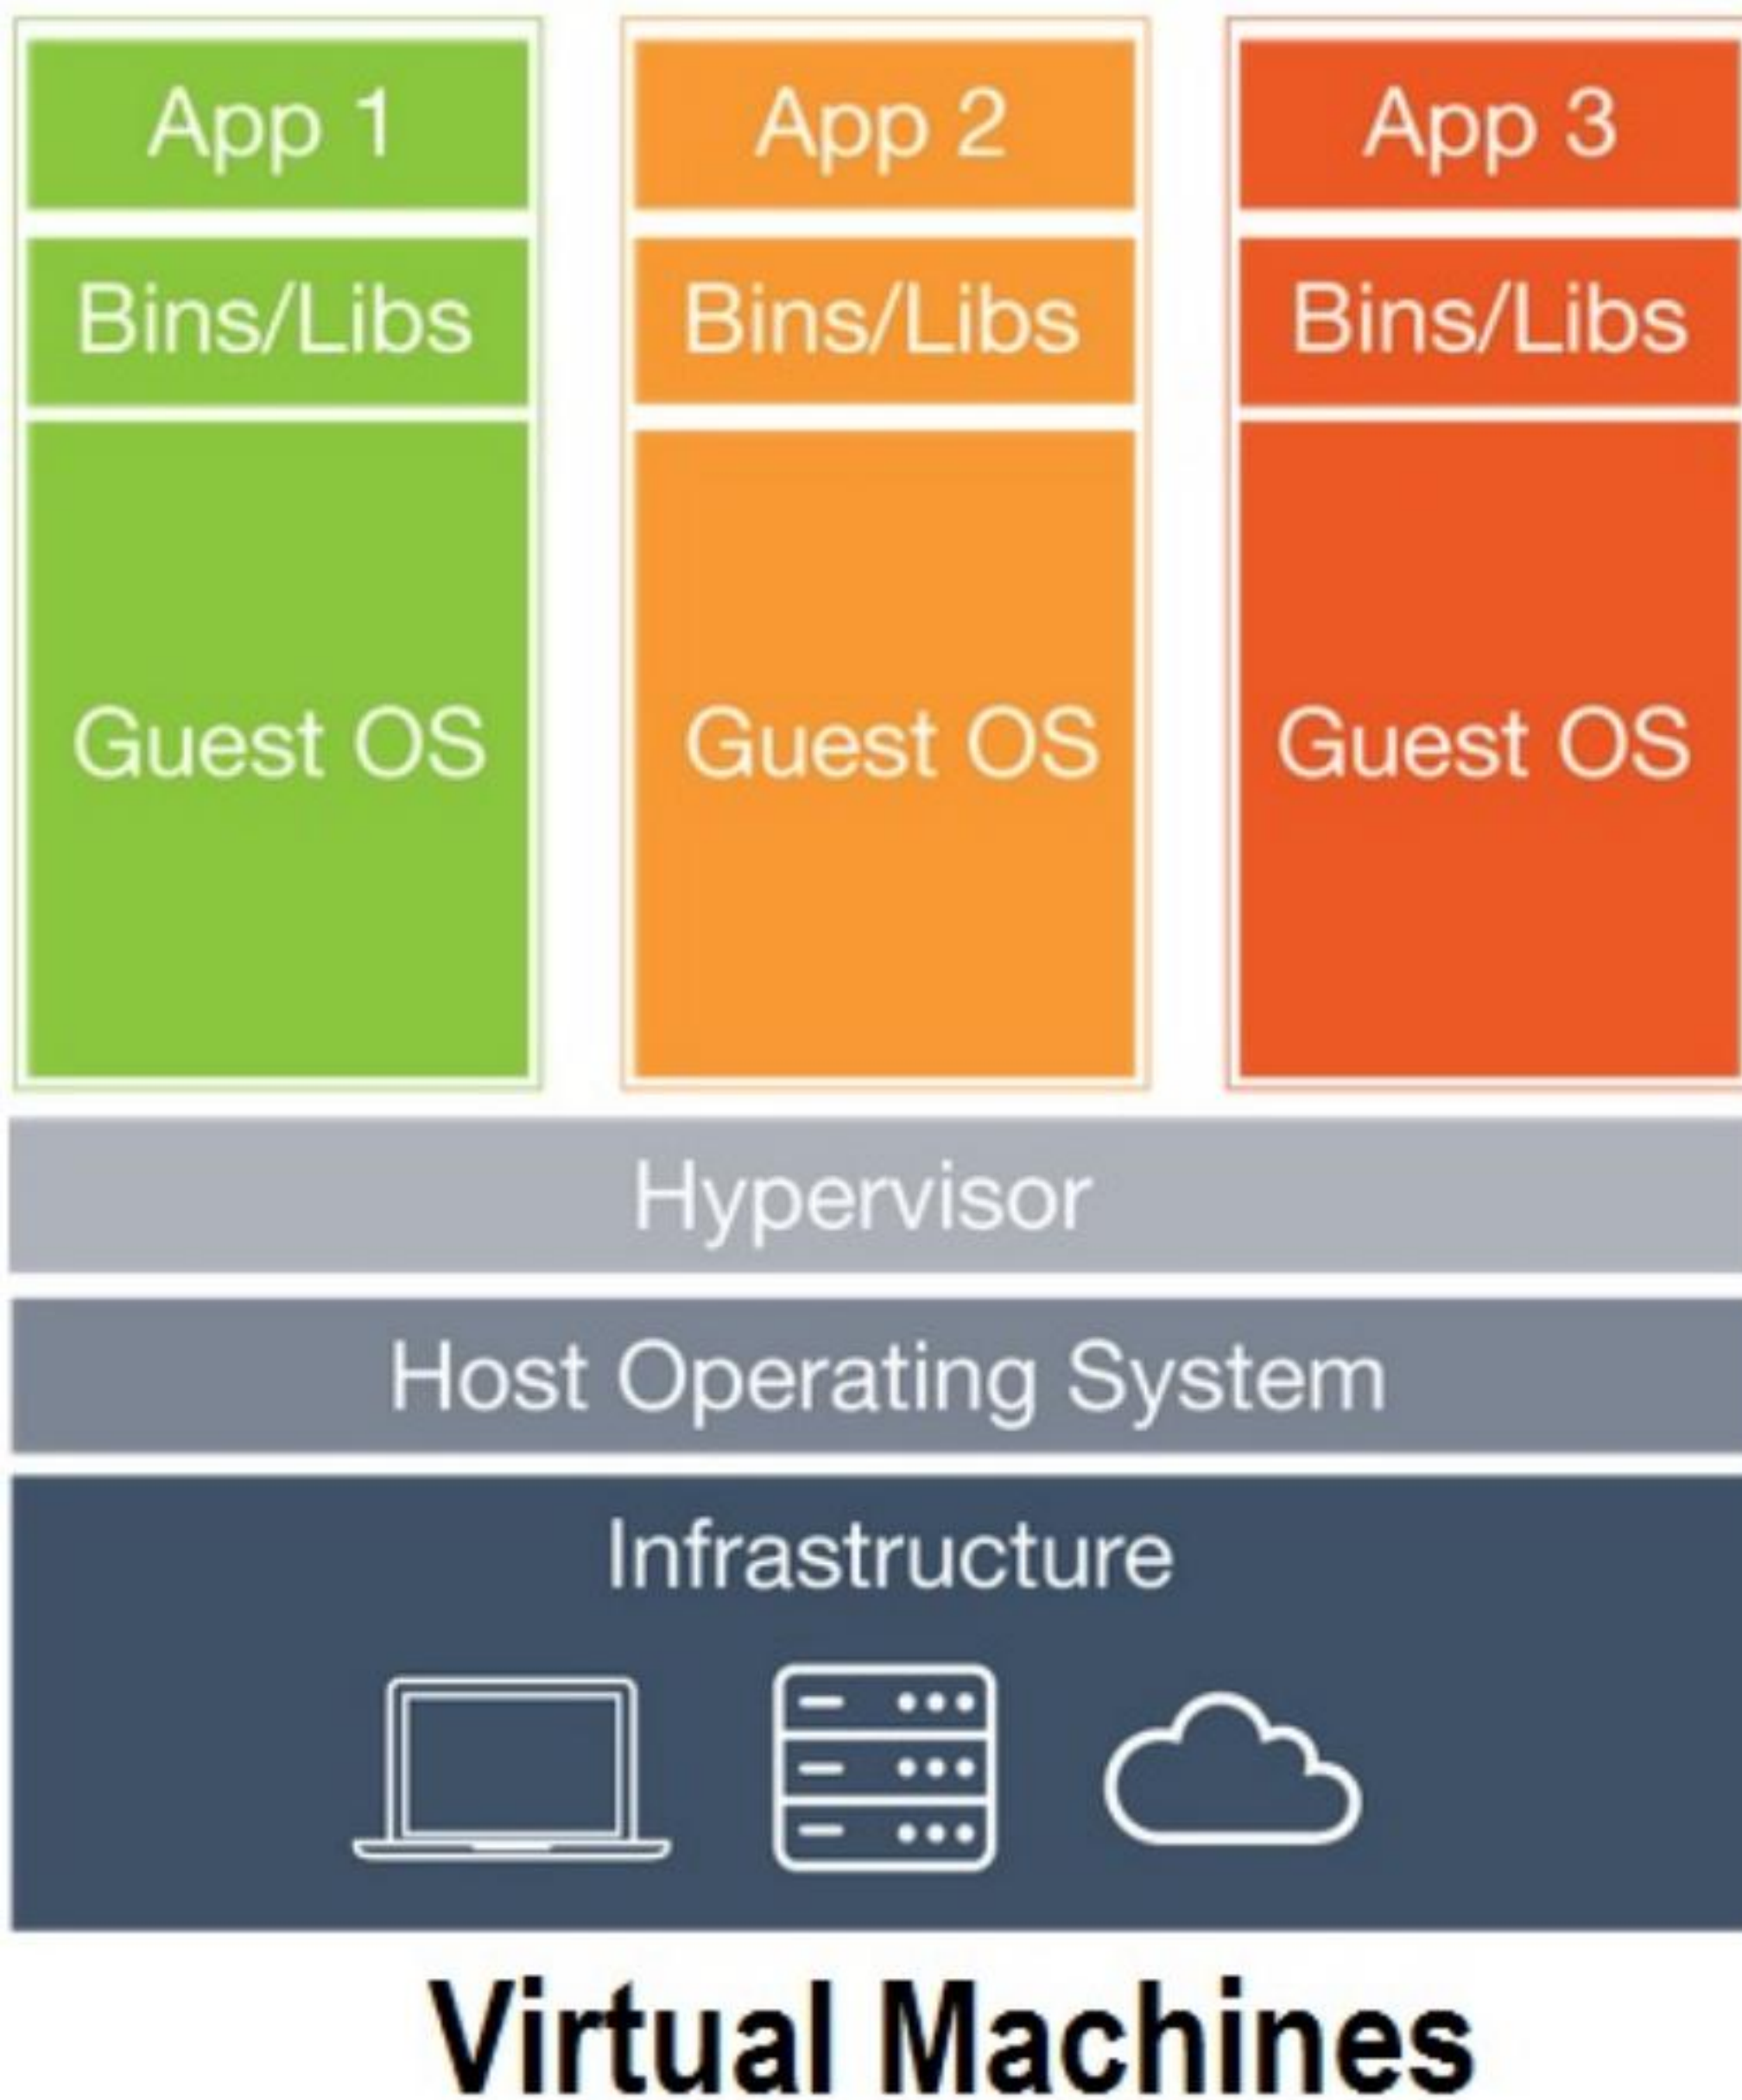 App 1
App 2
App 3
Bins/Libs
Bins/Libs
Bins/Libs
Guest OS
Guest OS
Guest OS
Hypervisor
Host Operating System
Infrastructure
Virtual Machines